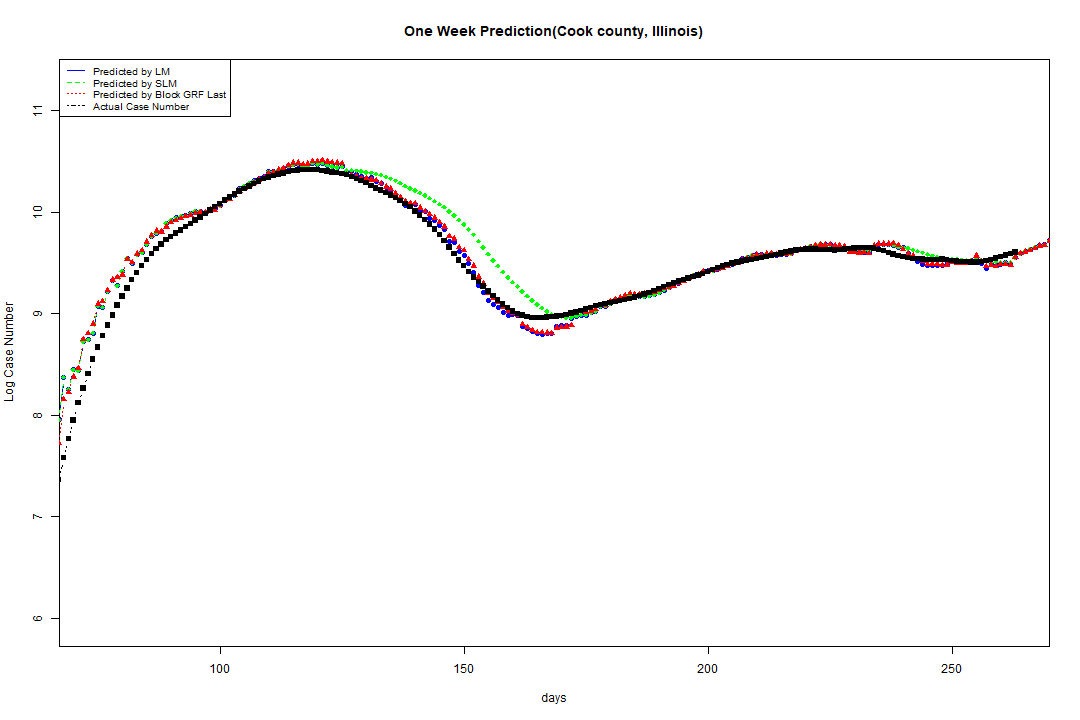 One Week Prediction(Cook county, Illinois)
Predicted by LM
Predicted by SLM
Predicted by Block GRF Last
Actual Case Number
11
10
9
8
7
6
Log Case Number
100
150
200
250
days